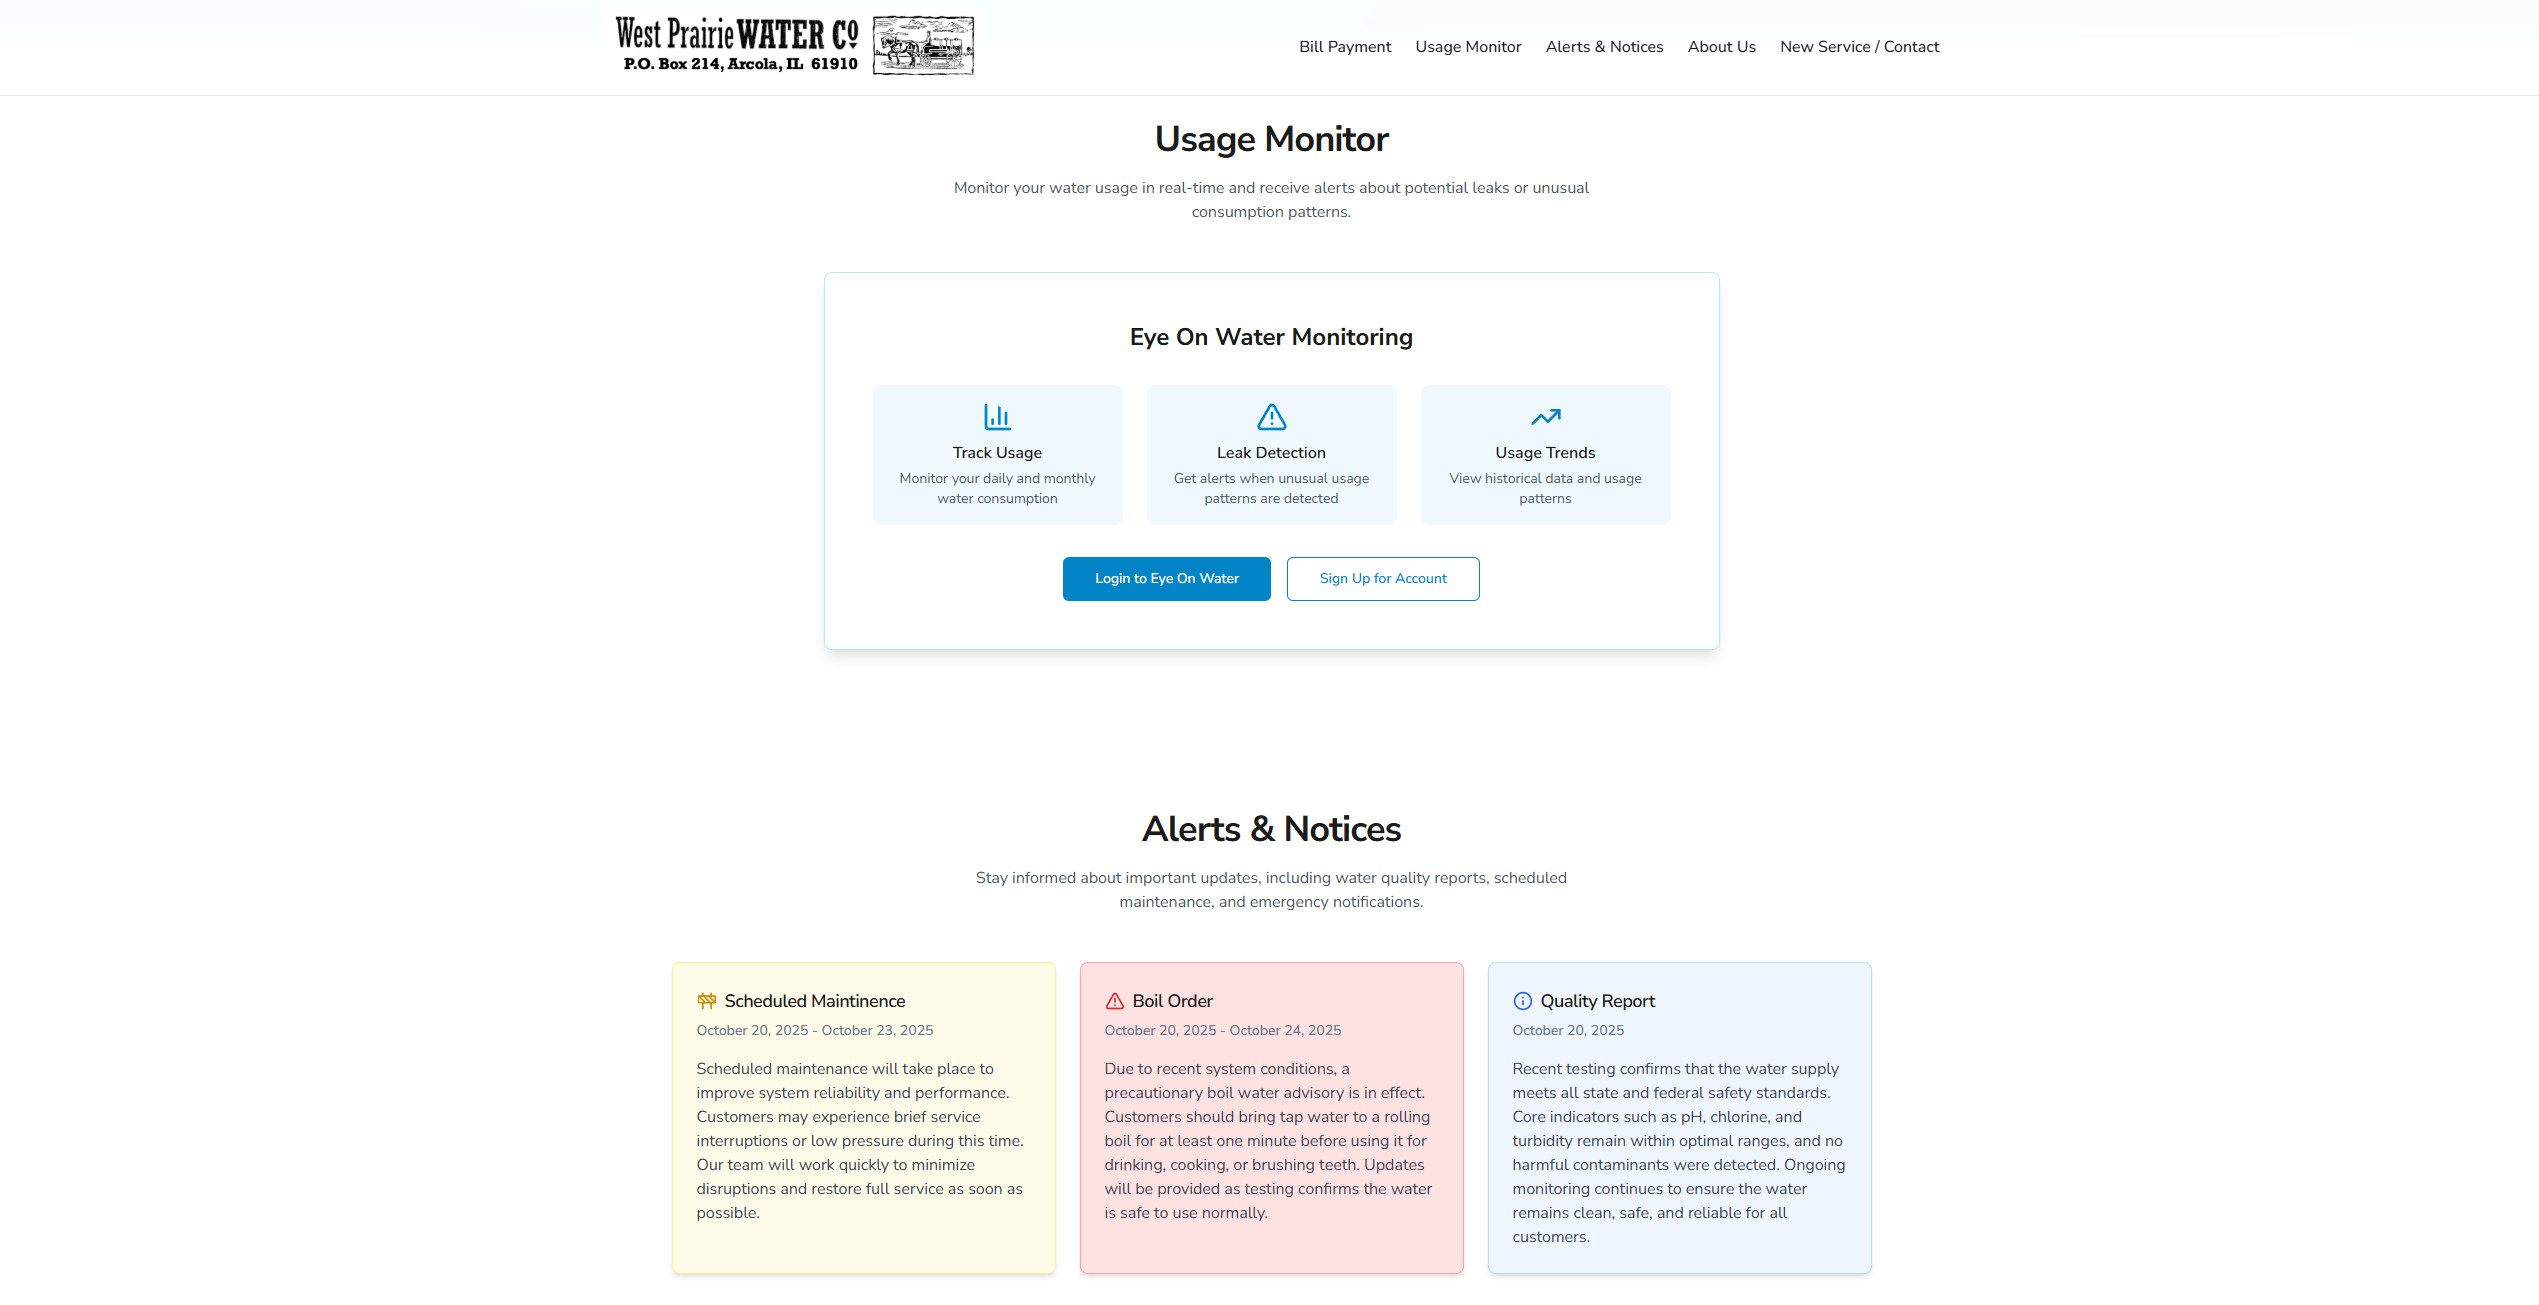 West Prairie WATER CO
P.O. Box 214, Arcola, IL 61910
Bill Payment
Usage Monitor
Alerts & Notices
About Us
New Service / Contact
Usage Monitor
Monitor your water usage in real-time and receive alerts about potential leaks or unusual
consumption patterns.
Eye On Water Monitoring
Track Usage
Monitor your daily and monthly
water consumption
Leak Detection
Get alerts when unusual usage
patterns are detected
Usage Trends
View historical data and usage
patterns
Login to Eye On Water
Sign Up for Account
Alerts & Notices
Stay informed about important updates, including water quality reports, scheduled
maintenance, and emergency notifications.
Scheduled Maintinence
October 20, 2025 - October 23, 2025
Scheduled maintenance will take place to
improve system reliability and performance.
Customers may experience brief service
interruptions or low pressure during this time.
Our team will work quickly to minimize
disruptions and restore full service as soon as
possible.
Boil Order
October 20, 2025 - October 24, 2025
Due to recent system conditions, a
precautionary boil water advisory is in effect.
Customers should bring tap water to a rolling
boil for at least one minute before using it for
drinking, cooking, or brushing teeth. Updates
will be provided as testing confirms the water
is safe to use normally.
Quality Report
October 20, 2025
Recent testing confirms that the water supply
meets all state and federal safety standards.
Core indicators such as pH, chlorine, and
turbidity remain within optimal ranges, and no
harmful contaminants were detected. Ongoing
monitoring continues to ensure the water
remains clean, safe, and reliable for all
customers.